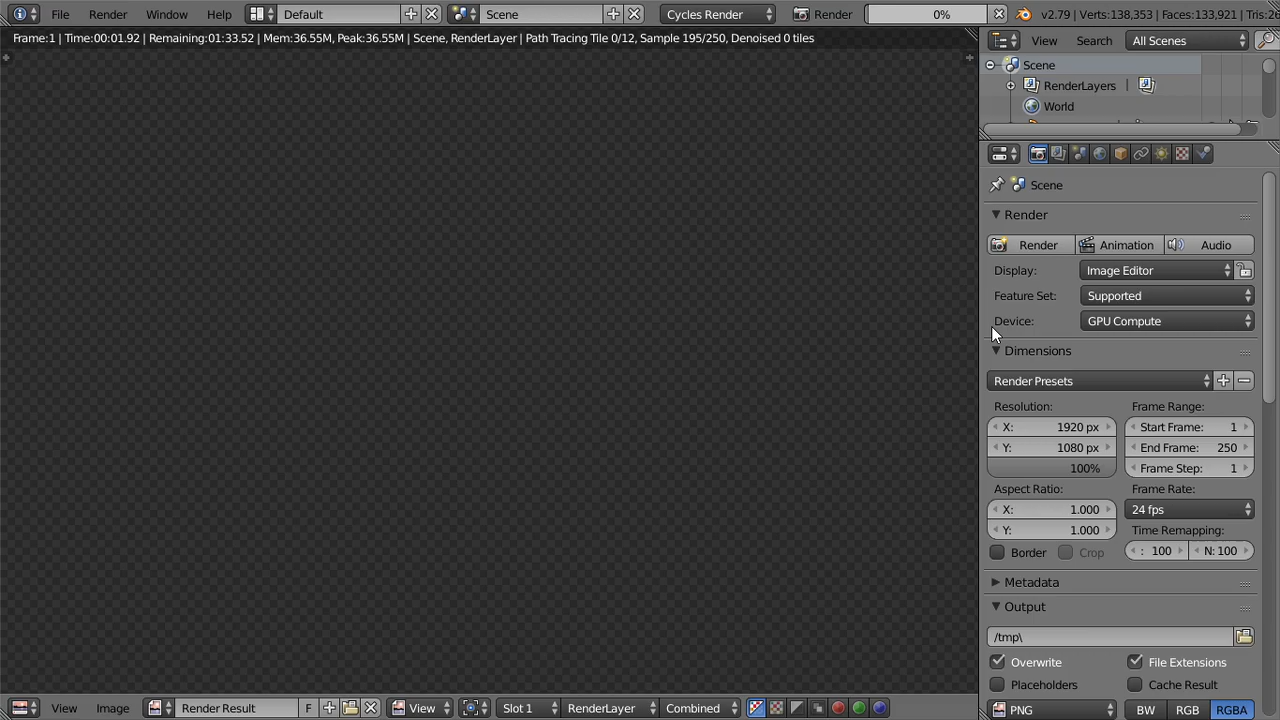 File Render Window Help Default Scene Cycles Render Render 0% v2.79 | Verts:138,353 | Faces:133,921 | Tris:26
Frame:1 | Time:00:01.92 | Remaining:01:33.52 | Mem:36.55M, Peak:36.55M | Scene, RenderLayer | Path Tracing Tile 0/12, Sample 195/250, Denoised 0 tiles
View Search All Scenes
Scene
RenderLayers |
World
Scene
Render
Render Animation Audio
Display: Image Editor
Feature Set: Supported
Device: GPU Compute
Dimensions
Render Presets
Resolution: Frame Range:
X: 1920 px Start Frame: 1
Y: 1080 px End Frame: 250
100% Frame Step: 1
Aspect Ratio: Frame Rate:
X: 1.000 24 fps
Y: 1.000 Time Remapping:
Border Crop : 100 N: 100
Metadata
Output
/tmp\
Overwrite File Extensions
Placeholders Cache Result
PNG BW RGB RGBA
View Image Render Result F View Slot 1 RenderLayer Combined